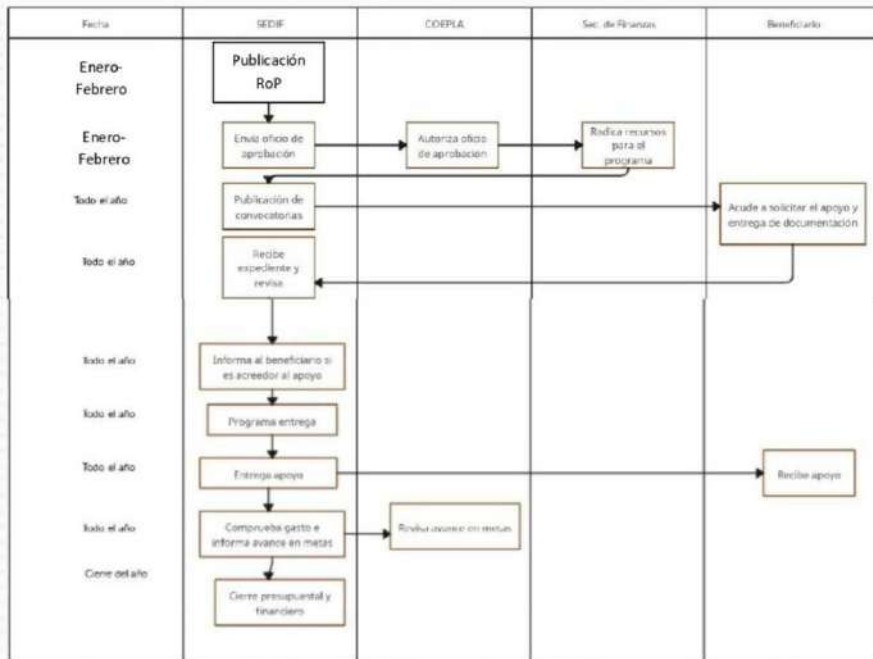 Fecha
SEDIF
COEPLA
Sec. de Finanzas
Beneficiario
Enero-
Febrero
Publicación
RoP
Enero-
Febrero
Envía oficio de
aprobación
Autoriza oficio
de aprobación
Radica recursos
para el
programa
Todo el año
Publicación de
convocatorias
Acude a solicitar el apoyo y
entrega de documentación
Todo el año
Recibe
expediente y
revisa
Todo el año
Informa al beneficiario si
es acreedor al apoyo
Todo el año
Programa entrega
Todo el año
Entrega apoyo
Recibe apoyo
Todo el año
Comprueba gasto e
informa avance en metas
Revisa avance en metas
Cierre del año
Cierre presupuestal y
financiero